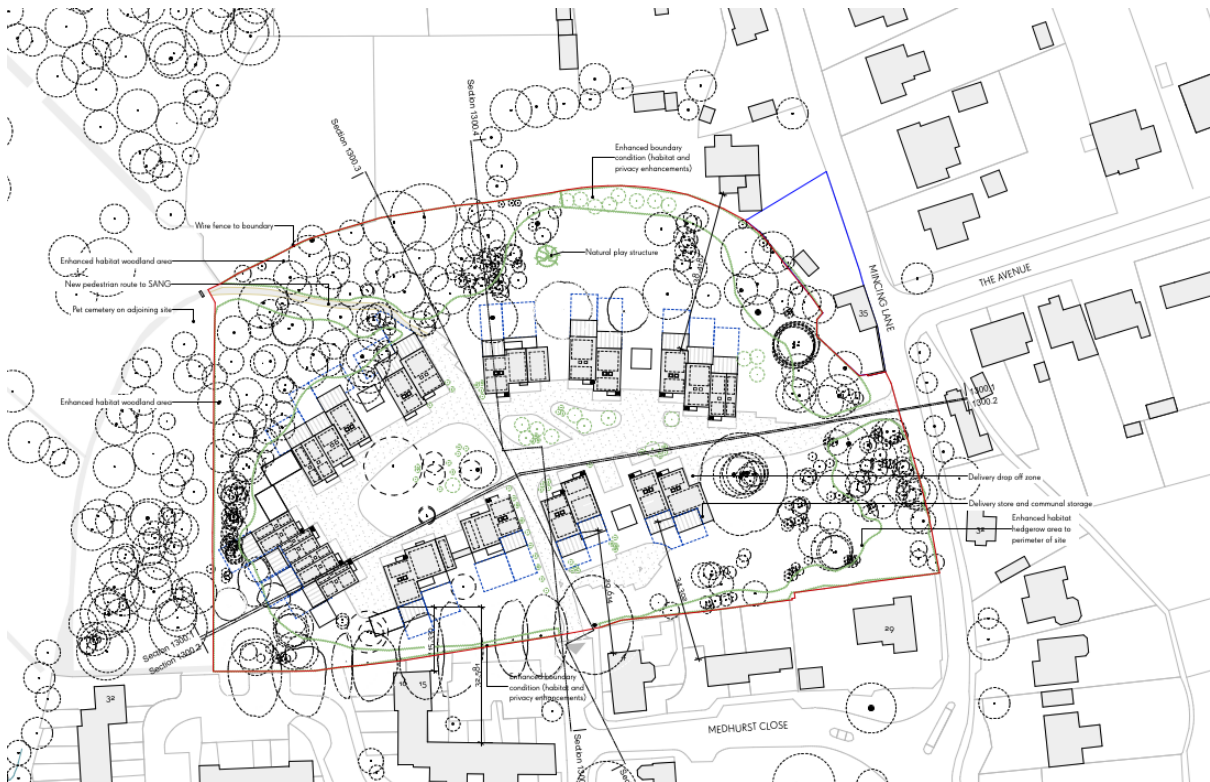 Section 1300.4
Section 1300.3
Enhanced boundary
condition (habitat and
privacy enhancements)
Wire fence to boundary
Enhanced habitat woodland area
New pedestrian route to SANG
Pet cemetery on adjoining site
Natural play structure
MINCING LANE
THE AVENUE
35
1300.1
1300.2
Enhanced habitat woodland area
Delivery drop off zone
Delivery store and communal storage
Enhanced habitat
hedgerow area to
perimeter of site
32
29
Section 1300.1
Section 1300.2
Enhanced boundary
condition (habitat and
privacy enhancements)
32
16
15
MEDHURST CLOSE